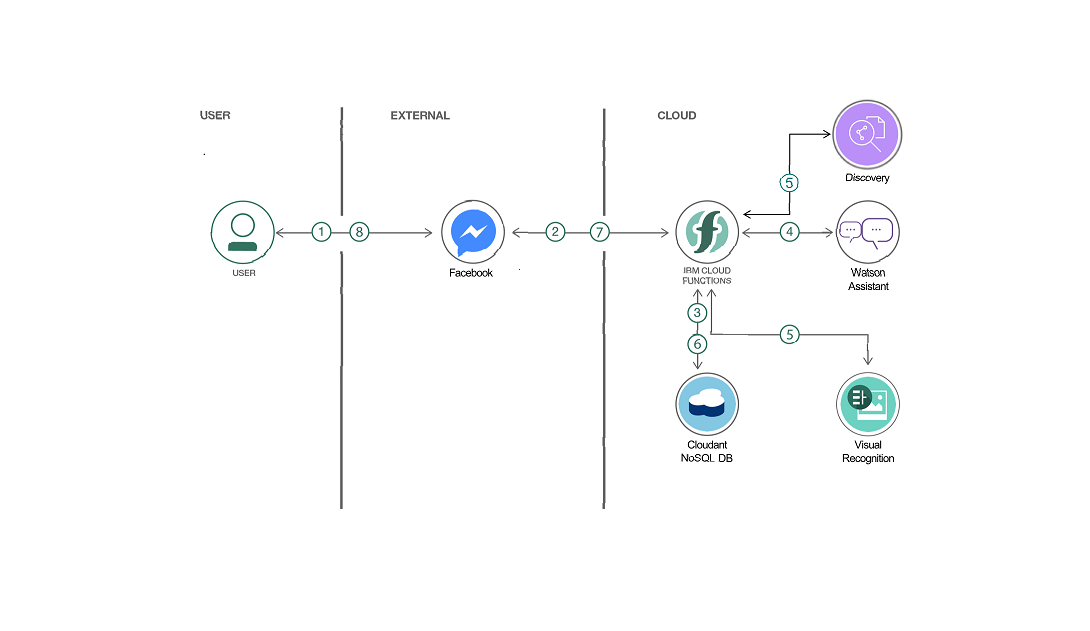 USER
EXTERNAL
CLOUD
Discovery
5
1
8
2
7
4
USER
Facebook
IBM CLOUD
FUNCTIONS
Watson
Assistant
3
5
6
Cloudant
NoSQL DB
Visual
Recognition